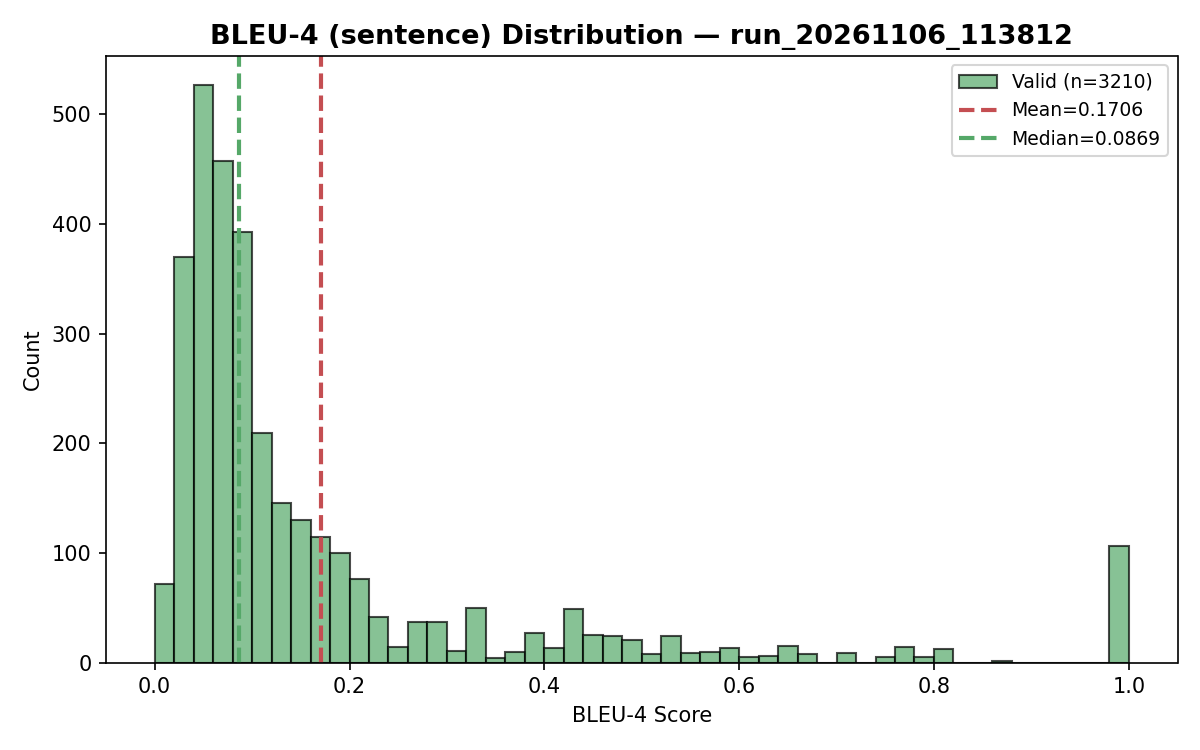 BLEU-4 (sentence) Distribution — run_20261106_113812
Valid (n=3210)
Mean=0.1706
Median=0.0869
Count
500
400
300
200
100
0
0.0 0.2 0.4 0.6 0.8 1.0
BLEU-4 Score